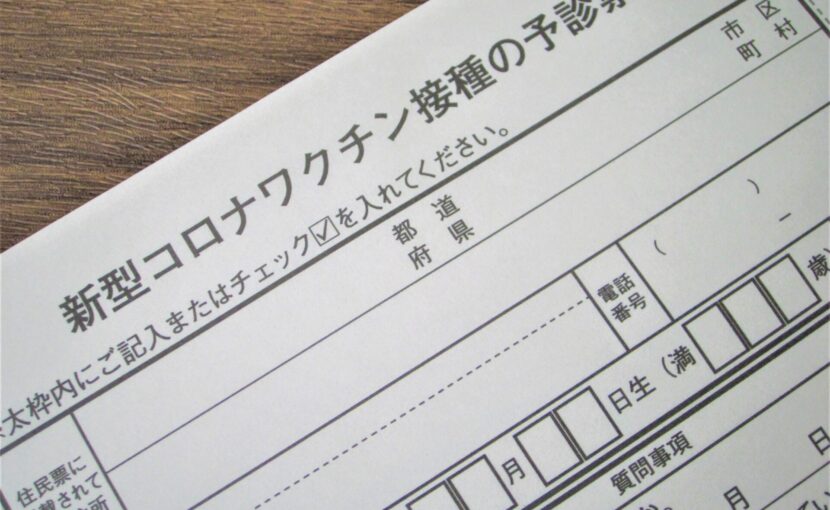 新型コロナワクチン接種の予診票
太枠内にご記入またはチェック☑を入れてください。
住民票に
載されて
都道
府県
市区
町村
電話
番号
(　　)　－
月　日生（満　歳）
質問事項
月　日